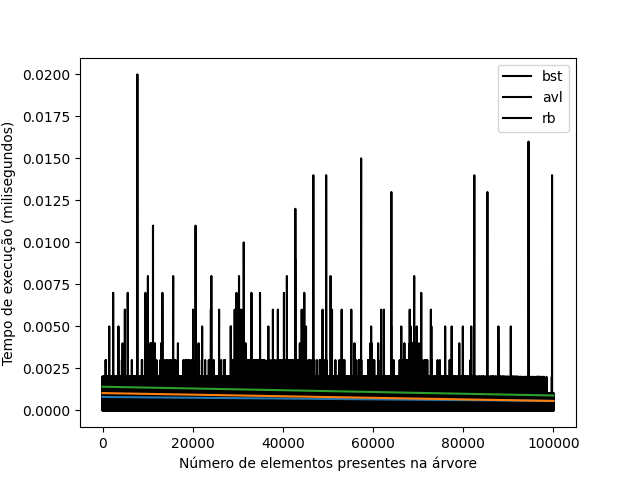 bst
avl
rb
0.0200
0.0175
0.0150
0.0125
0.0100
0.0075
0.0050
0.0025
0.0000
Tempo de execução (milisegundos)
0 20000 40000 60000 80000 100000
Número de elementos presentes na árvore